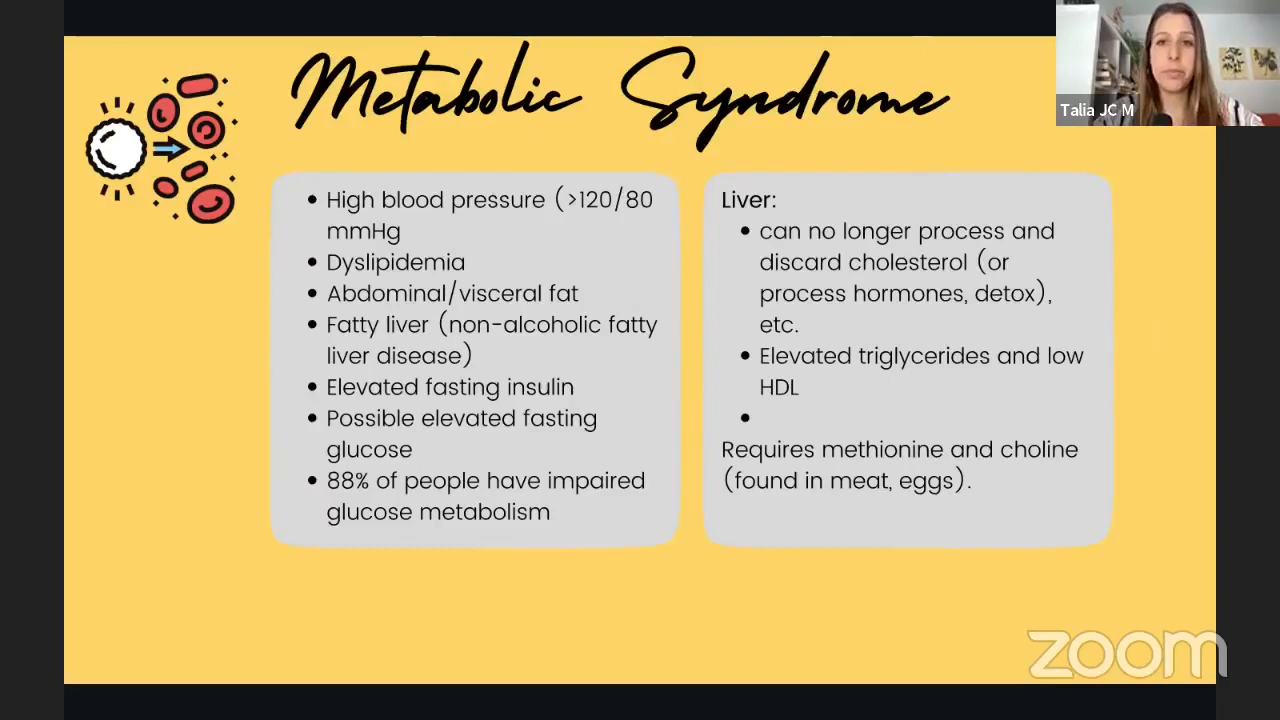 Metabolic Syndrome
Talia JC M
• High blood pressure (>120/80
mmHg
• Dyslipidemia
• Abdominal/visceral fat
• Fatty liver (non-alcoholic fatty
liver disease)
• Elevated fasting insulin
• Possible elevated fasting
glucose
• 88% of people have impaired
glucose metabolism
Liver:
• can no longer process and
discard cholesterol (or
process hormones, detox),
etc.
• Elevated triglycerides and low
HDL
•
Requires methionine and choline
(found in meat, eggs).
zoom